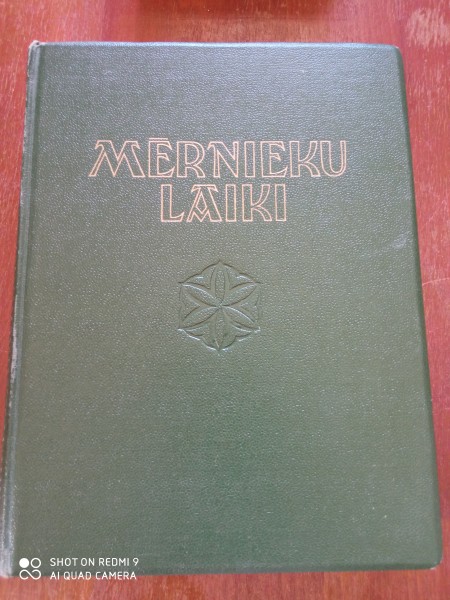 MĒRNIEKU
LAIKI
SHOT ON REDMI 9
AI QUAD CAMERA